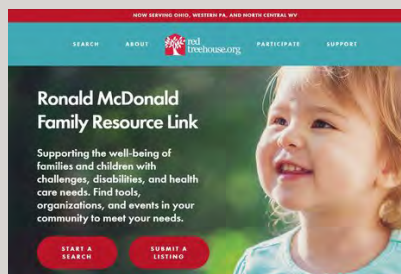 NOW SERVING OHIO, WESTERN PA, AND NORTH CENTRAL WV
SEARCH ABOUT red treehouse.org PARTICIPATE SUPPORT
Ronald McDonald
Family Resource Link
Supporting the well-being of
families and children with
challenges, disabilities, and health
care needs. Find tools,
organizations, and events in your
community to meet your needs.
START A
SEARCH
SUBMIT A
LISTING